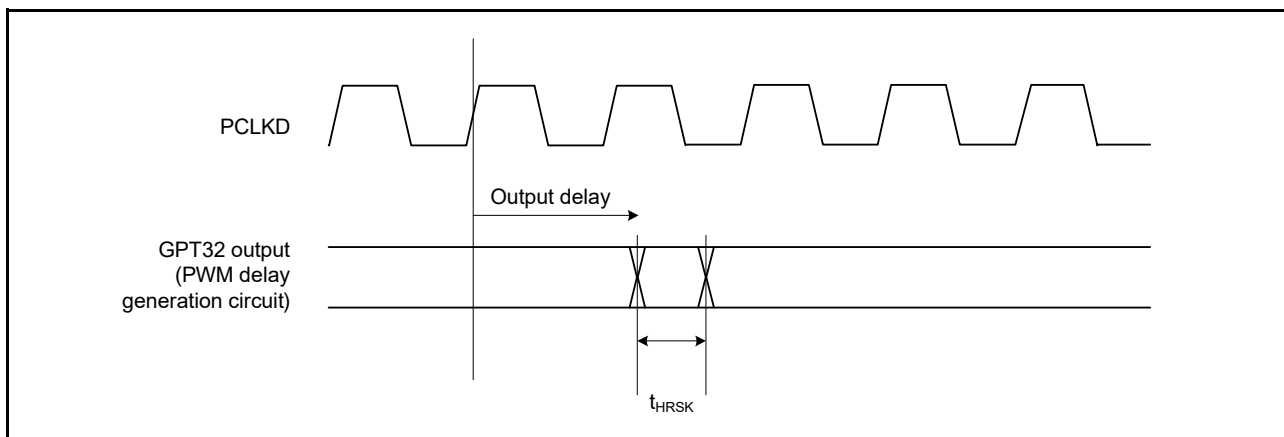 PCLKD
Output delay
GPT32 output
(PWM delay
generation circuit)
tHRSK